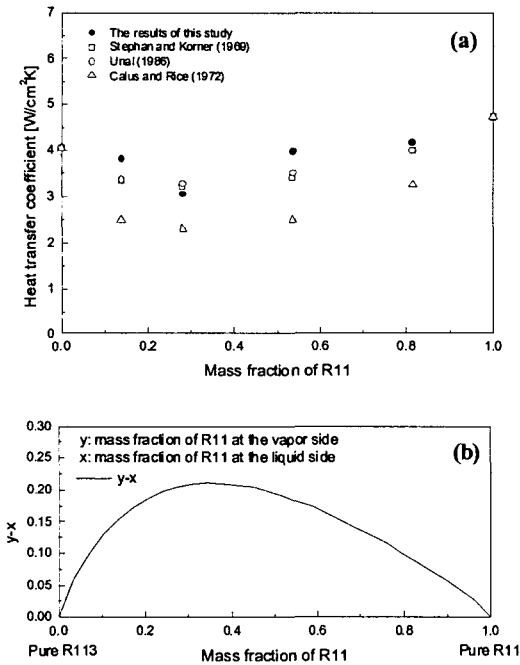 7
6
5
4
3
2
1
0
Heat transfer coefficient [W/cm²K]
The results of this study
Stephan and Korner (1969)
Unal (1986)
Calus and Rice (1972)
(a)
0.0 0.2 0.4 0.6 0.8 1.0
Mass fraction of R11
0.30
0.25
0.20
0.15
0.10
0.05
0.00
y-x
y: mass fraction of R11 at the vapor side
x: mass fraction of R11 at the liquid side
y-x
(b)
0.0 0.2 0.4 0.6 0.8 1.0
Pure R113 Mass fraction of R11 Pure R11